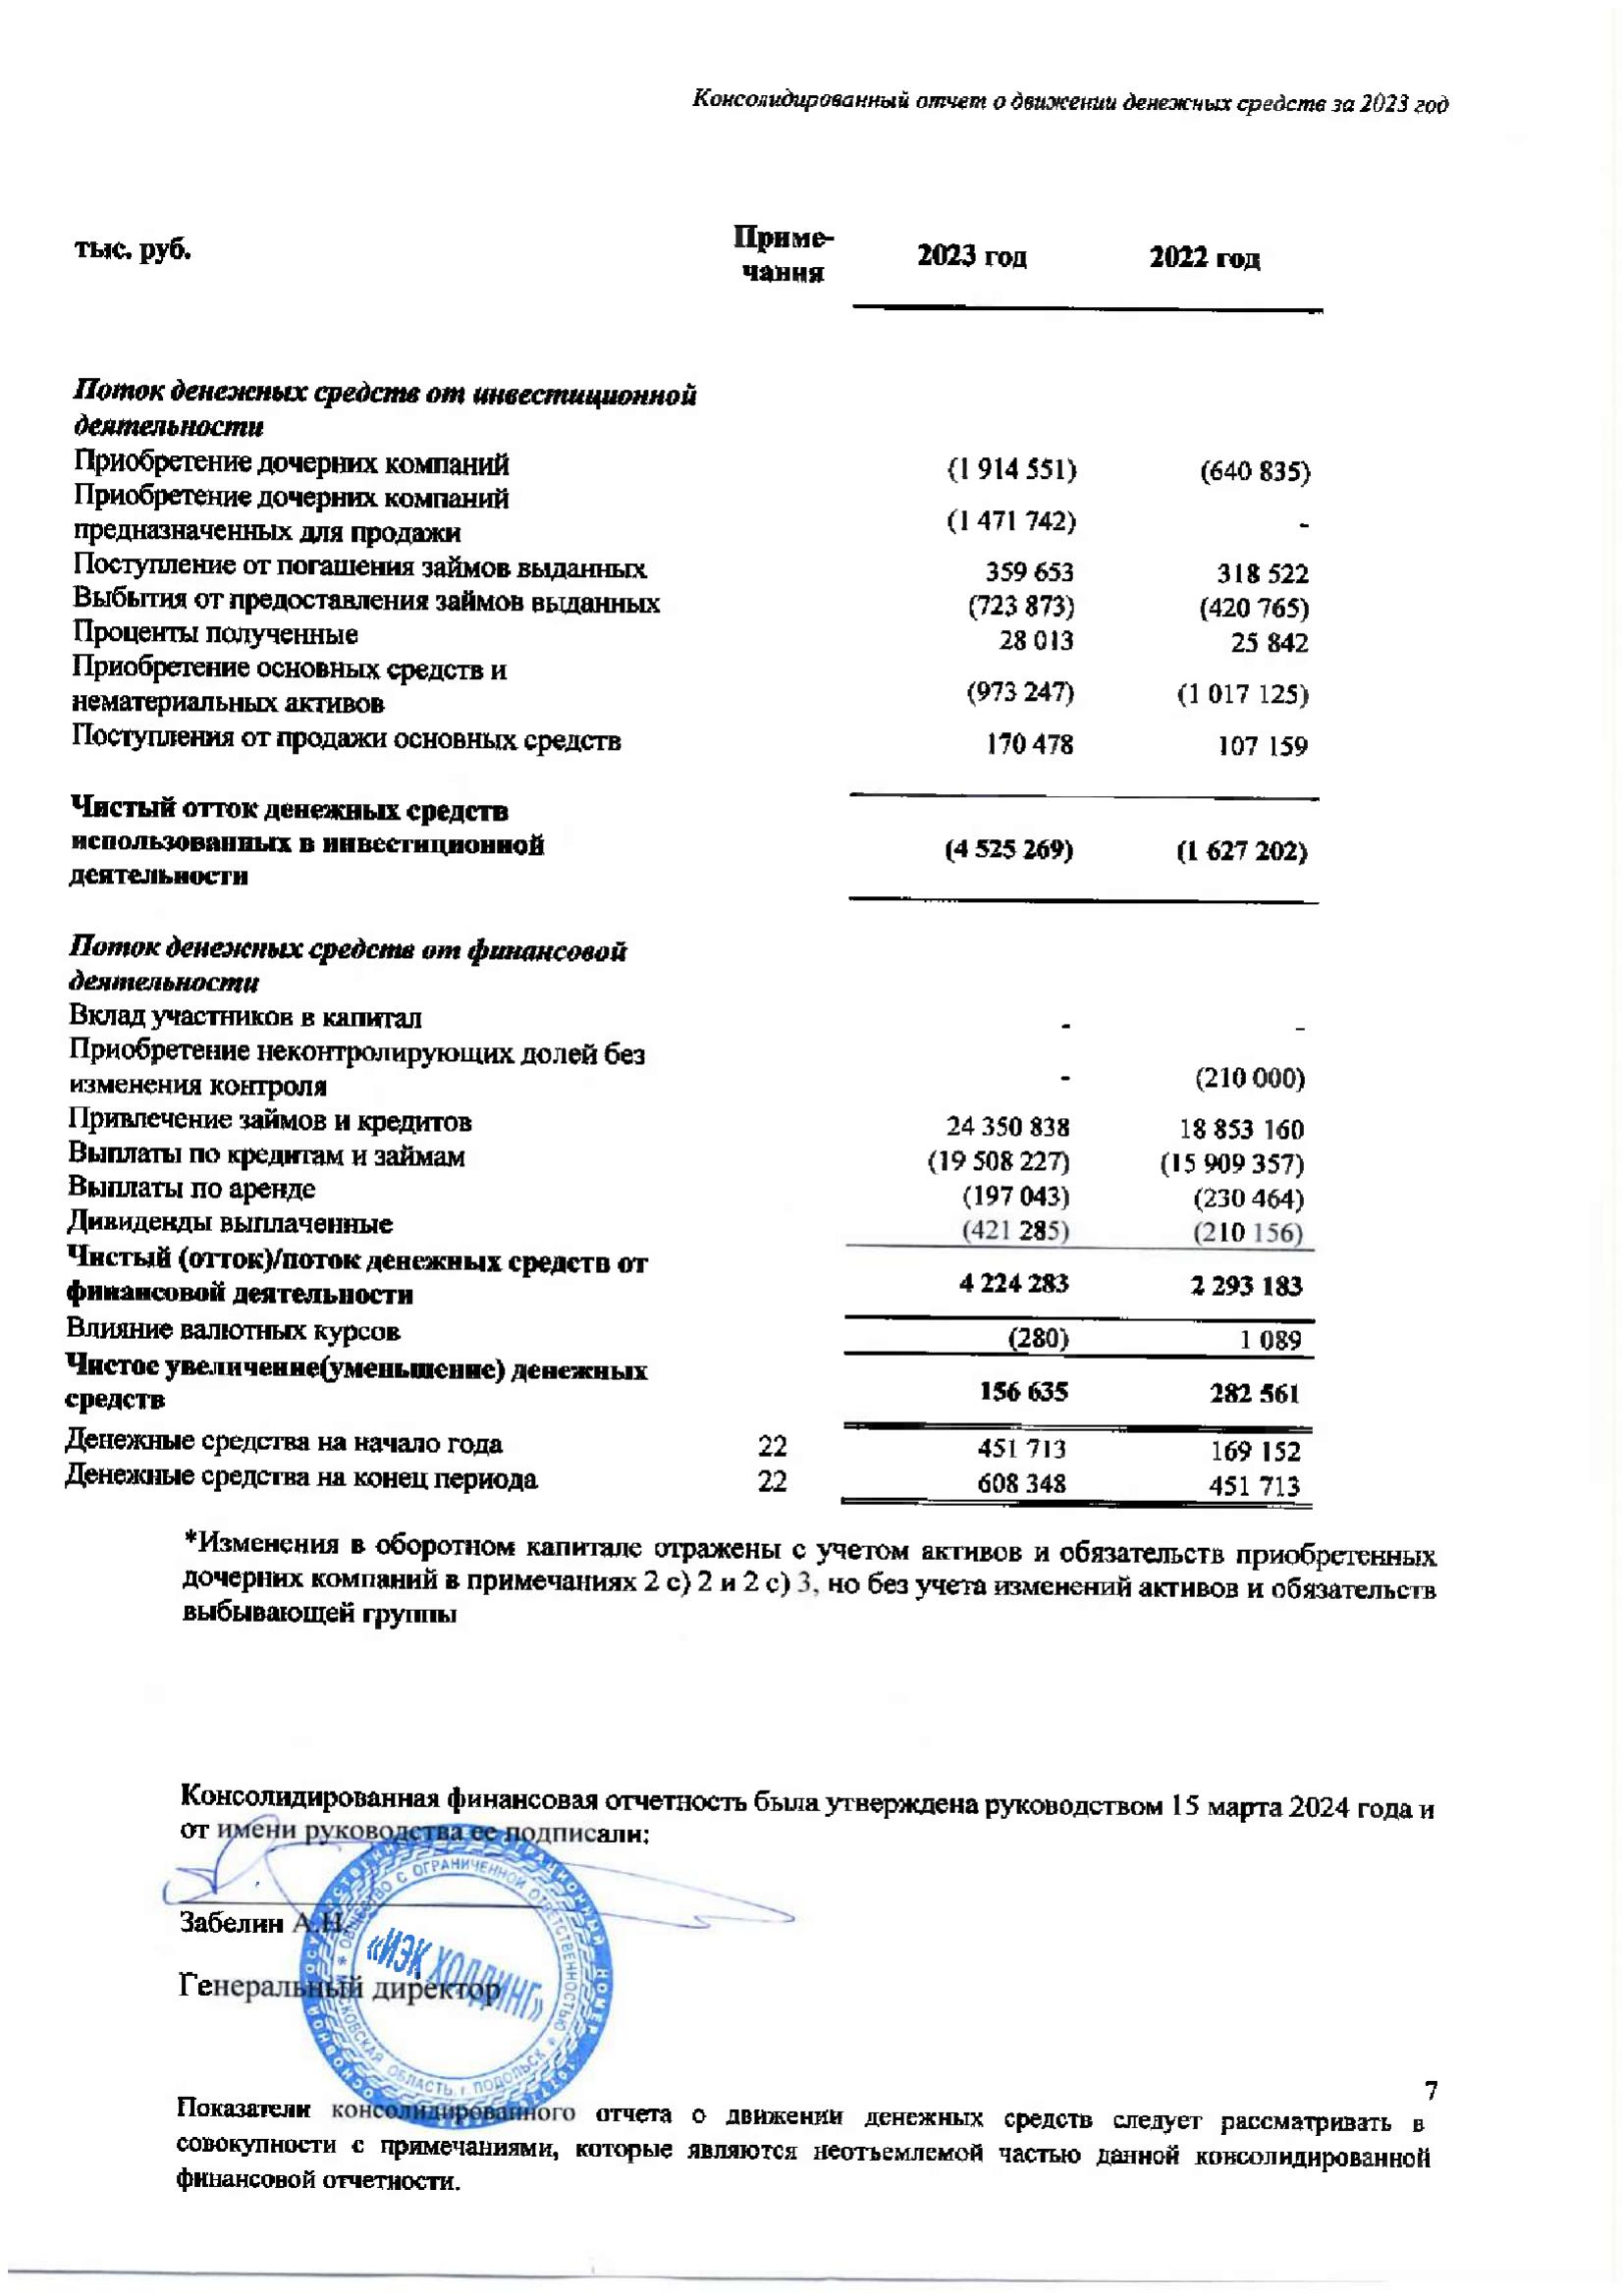 Консолидированный отчет о движении денежных средств за 2023 год
тыс. руб.
Приме-
чания
2023 год
2022 год
Поток денежных средств от инвестиционной
деятельности
Приобретение дочерних компаний (1 914 551) (640 835)
Приобретение дочерних компаний
предназначенных для продажи (1 471 742) -
Поступление от погашения займов выданных 359 653 318 522
Выбытия от предоставления займов выданных (723 873) (420 765)
Проценты полученные 28 013 25 842
Приобретение основных средств и
нематериальных активов (973 247) (1 017 125)
Поступления от продажи основных средств 170 478 107 159
Чистый отток денежных средств
использованных в инвестиционной (4 525 269) (1 627 202)
деятельности
Поток денежных средств от финансовой
деятельности
Вклад участников в капитал - -
Приобретение неконтролирующих долей без
изменения контроля - (210 000)
Привлечение займов и кредитов 24 350 838 18 853 160
Выплаты по кредитам и займам (19 508 227) (15 909 357)
Выплаты по аренде (197 043) (230 464)
Дивиденды выплаченные (421 285) (210 156)
Чистый (отток)/поток денежных средств от
финансовой деятельности 4 224 283 2 293 183
Влияние валютных курсов (280) 1 089
Чистое увеличение(уменьшение) денежных
средств 156 635 282 561
Денежные средства на начало года 22 451 713 169 152
Денежные средства на конец периода 22 608 348 451 713
*Изменения в оборотном капитале отражены с учетом активов и обязательств приобретенных
дочерних компаний в примечаниях 2 с) 2 и 2 с) 3, но без учета изменений активов и обязательств
выбывающей группы
Консолидированная финансовая отчетность была утверждена руководством 15 марта 2024 года и
от имени руководства ее подписали:
Забелин А.Н.
Генеральный директор
ОСНОВНОЙ ГОСУДАРСТВЕННЫЙ РЕГИСТРАЦИОННЫЙ НОМЕР
* ОБЩЕСТВО С ОГРАНИЧЕННОЙ ОТВЕТСТВЕННОСТЬЮ *
МОСКОВСКАЯ ОБЛАСТЬ, г. ПОДОЛЬСК
«ИЭК ХОЛДИНГ»
7
Показатели консолидированного отчета о движении денежных средств следует рассматривать в
совокупности с примечаниями, которые являются неотъемлемой частью данной консолидированной
финансовой отчетности.